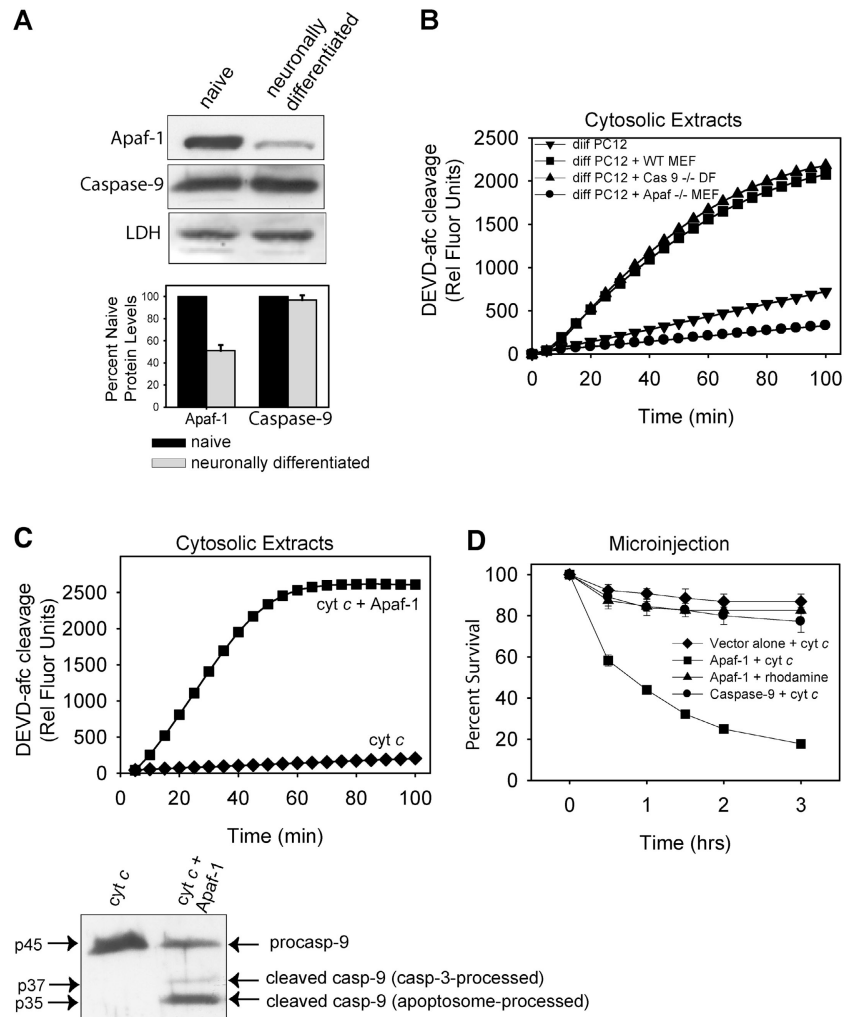 A
naive
neuronally
differentiated
Apaf-1
Caspase-9
LDH
Percent Naive
Protein Levels
100
80
60
40
20
0
Apaf-1
Caspase-9
naive
neuronally differentiated
B
Cytosolic Extracts
DEVD-afc cleavage
(Rel Fluor Units)
2500
2000
1500
1000
500
0
diif PC12
diff PC12 + WT MEF
diff PC12 + Cas 9 -/- DF
diff PC12 + Apaf -/- MEF
0 20 40 60 80 100
Time (min)
C
Cytosolic Extracts
DEVD-afc cleavage
(Rel Fluor Units)
2500
2000
1500
1000
500
0
cyt c + Apaf-1
cyt c
0 20 40 60 80 100
Time (min)
cyt c
cyt c +
Apaf-1
p45
p37
p35
procasp-9
cleaved casp-9 (casp-3-processed)
cleaved casp-9 (apoptosome-processed)
D
Microinjection
Percent Survival
100
80
60
40
20
0
Vector alone + cyt c
Apaf-1 + cyt c
Apaf-1 + rhodamine
Caspase-9 + cyt c
0 1 2 3
Time (hrs)